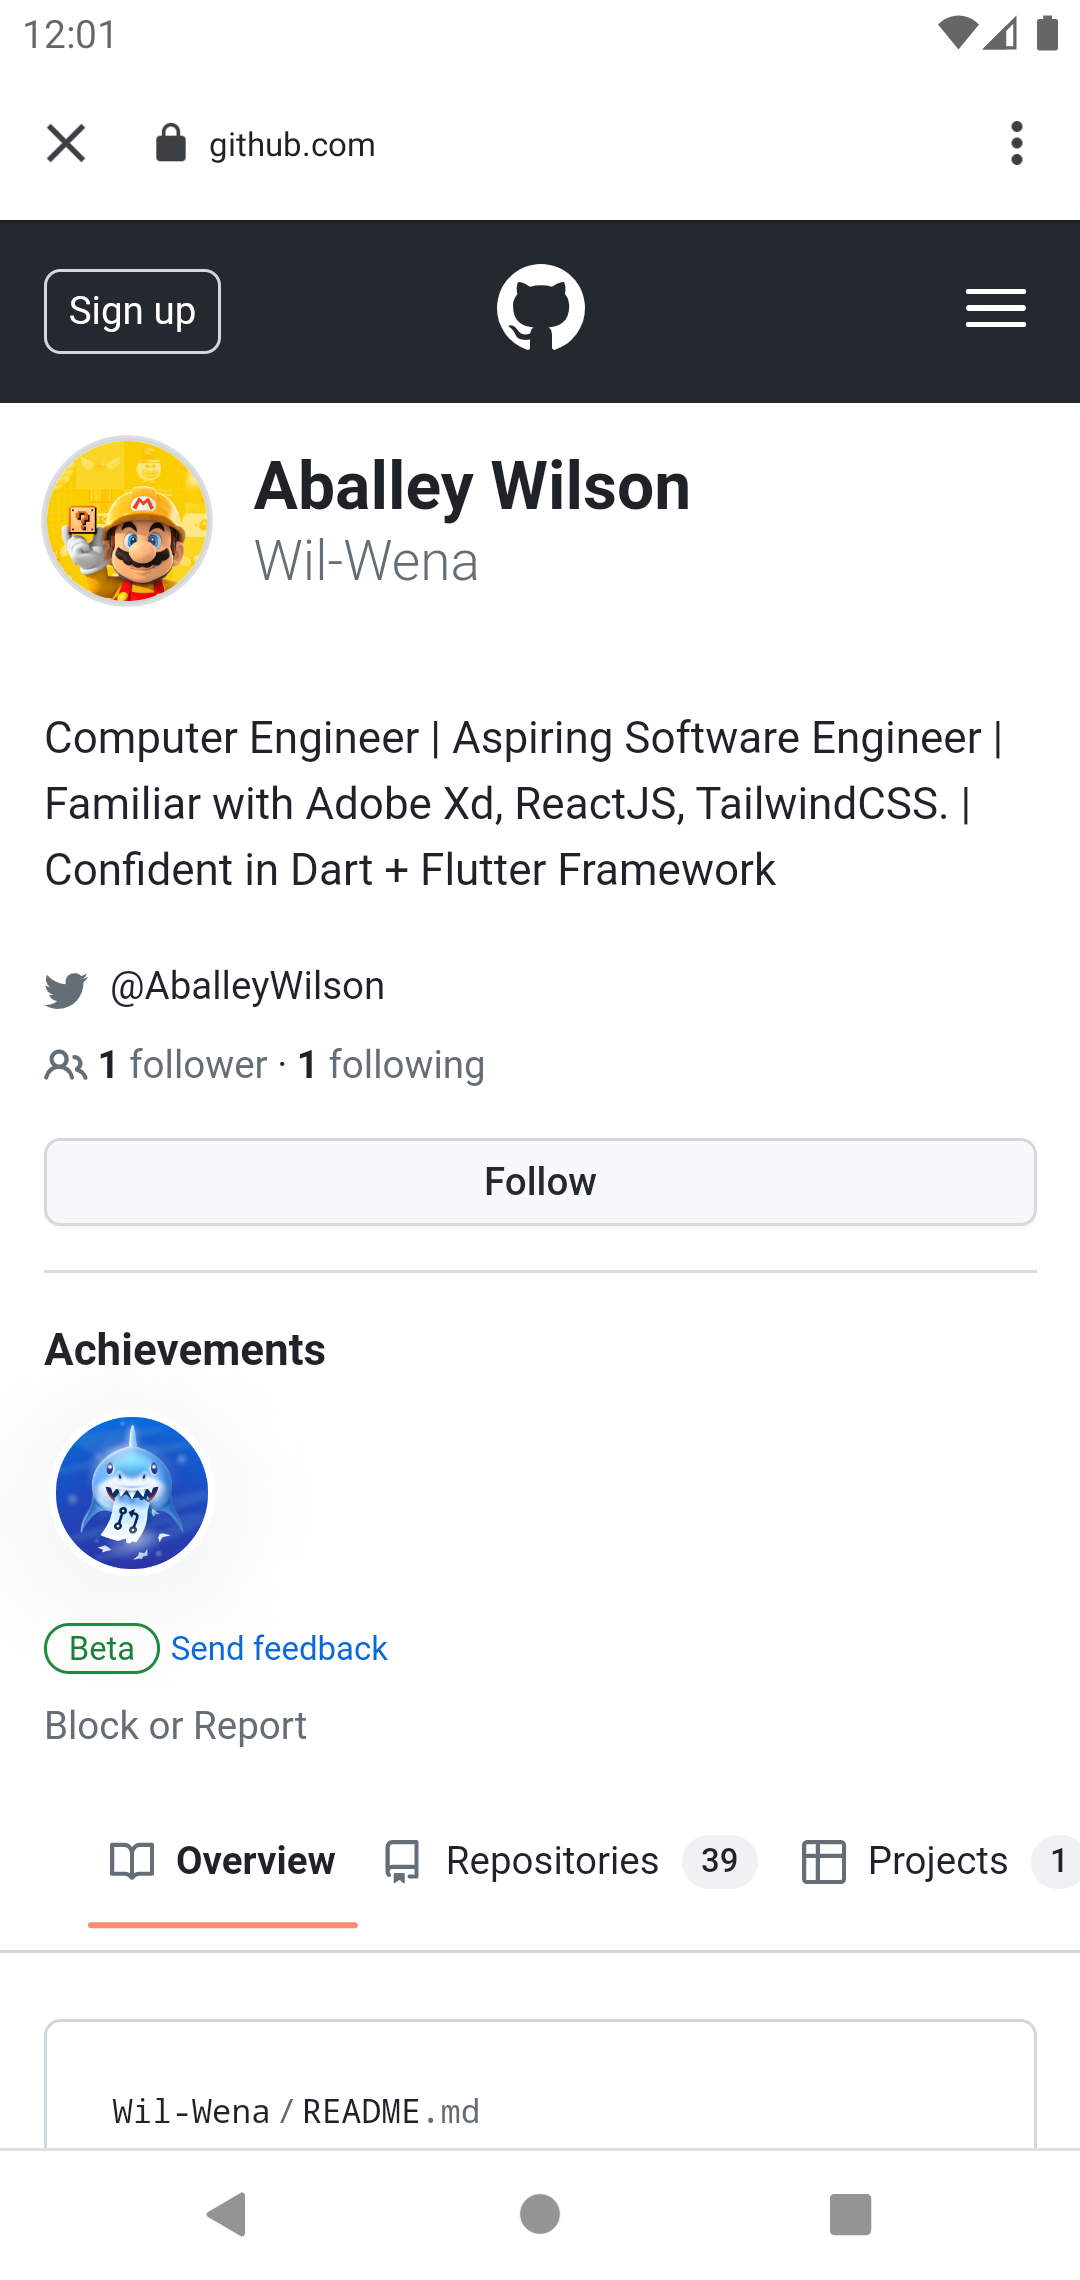 12:01
github.com
Sign up
Aballey Wilson
Wil-Wena
Computer Engineer | Aspiring Software Engineer |
Familiar with Adobe Xd, ReactJS, TailwindCSS. |
Confident in Dart + Flutter Framework
@AballeyWilson
1 follower · 1 following
Follow
Achievements
Beta Send feedback
Block or Report
Overview Repositories 39 Projects 1
Wil-Wena/README.md